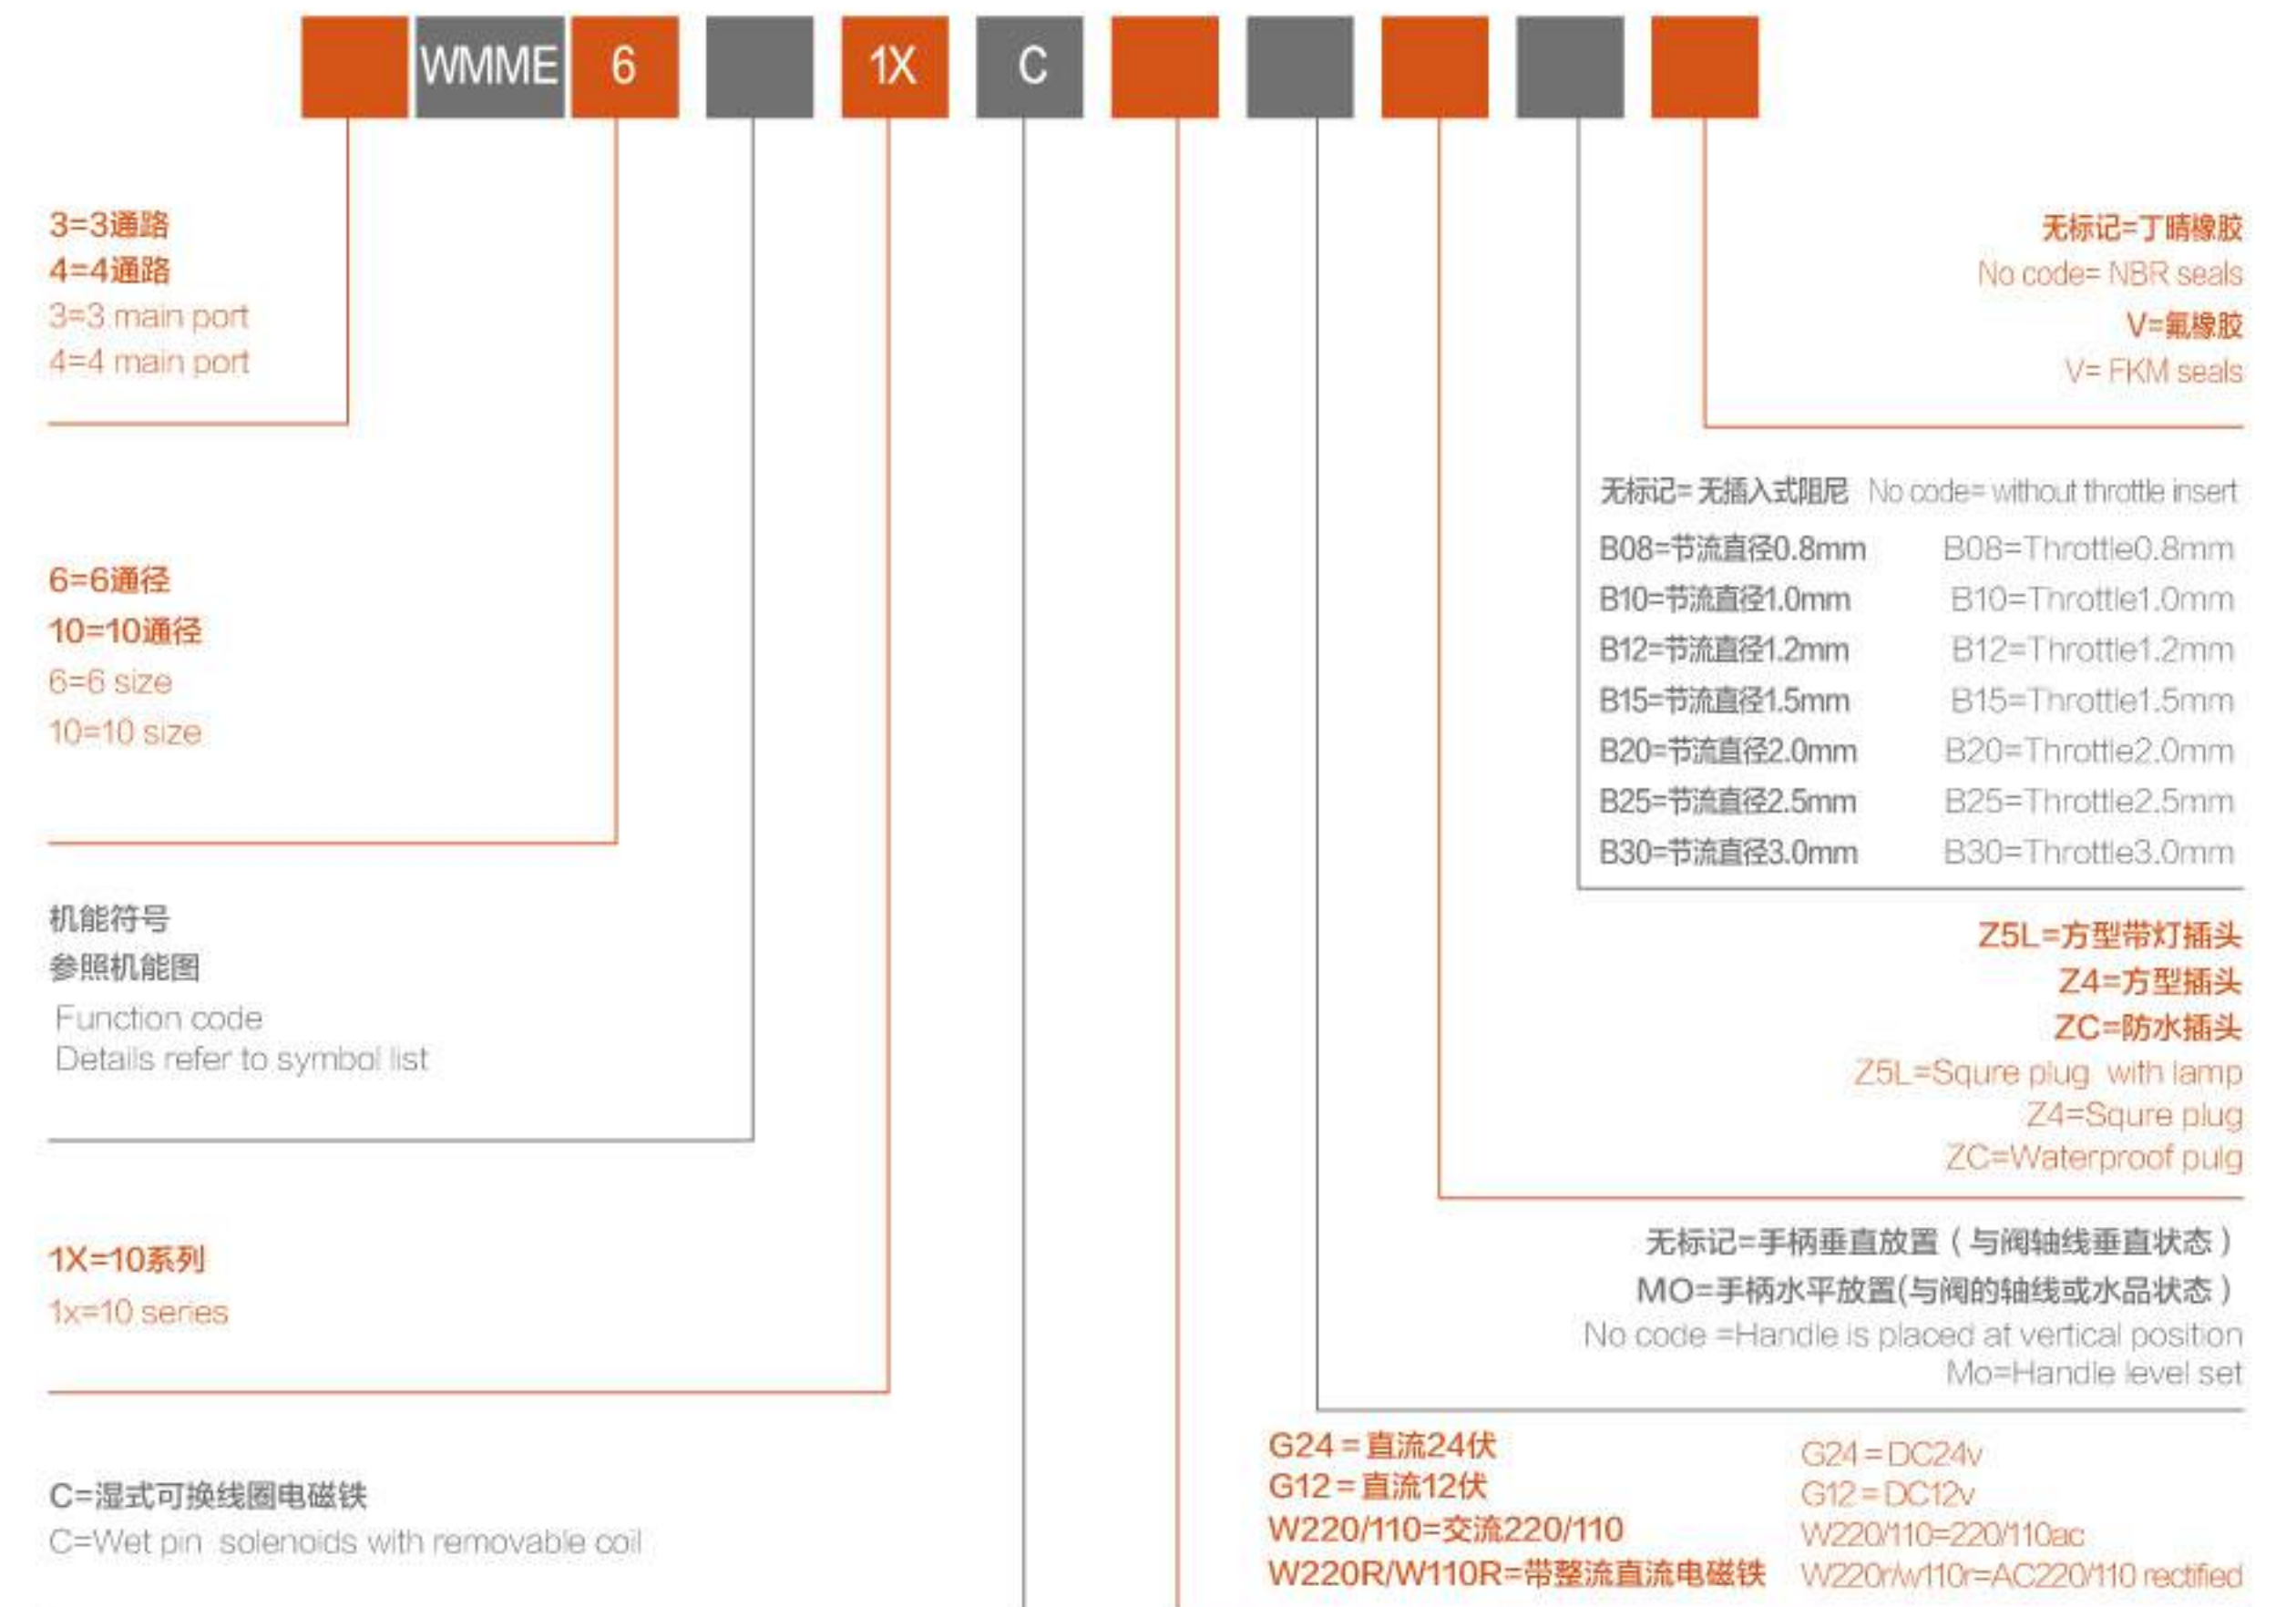 WMME 6 1X C
3=3通路
4=4通路
3=3 main port
4=4 main port
6=6通径
10=10通径
6=6 size
10=10 size
机能符号
参照机能图
Function code
Details refer to symbol list
1X=10系列
1x=10 series
C=湿式可换线圈电磁铁
C=Wet pin solenoids with removable coil
无标记=丁晴橡胶
No code= NBR seals
V=氟橡胶
V= FKM seals
无标记= 无插入式阻尼 No code= without throttle insert
B08=节流直径0.8mm B08=Throttle0.8mm
B10=节流直径1.0mm B10=Throttle1.0mm
B12=节流直径1.2mm B12=Throttle1.2mm
B15=节流直径1.5mm B15=Throttle1.5mm
B20=节流直径2.0mm B20=Throttle2.0mm
B25=节流直径2.5mm B25=Throttle2.5mm
B30=节流直径3.0mm B30=Throttle3.0mm
Z5L=方型带灯插头
Z4=方型插头
ZC=防水插头
Z5L=Squre plug with lamp
Z4=Squre plug
ZC=Waterproof pulg
无标记=手柄垂直放置（与阀轴线垂直状态）
MO=手柄水平放置(与阀的轴线或水品状态）
No code =Handle is placed at vertical position
Mo=Handle level set
G24 = 直流24伏 G24 = DC24v
G12 = 直流12伏 G12 = DC12v
W220/110=交流220/110 W220/110=220/110ac
W220R/W110R=带整流直流电磁铁 W220r/w110r=AC220/110 rectified